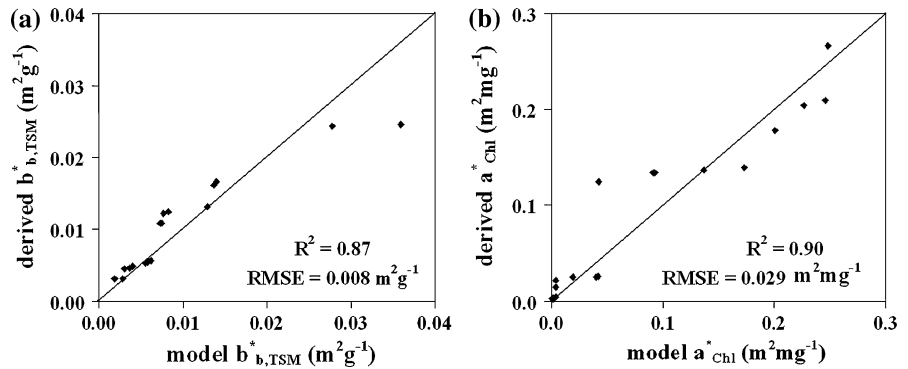 (a)
0.04
0.03
0.02
0.01
0.00
derived b*b,TSM (m²g⁻¹)
R² = 0.87
RMSE = 0.008 m²g⁻¹
0.00 0.01 0.02 0.03 0.04
model b*b,TSM (m²g⁻¹)
(b)
0.3
0.2
0.1
0.0
derived a*Chl (m²mg⁻¹)
R² = 0.90
RMSE = 0.029 m²mg⁻¹
0.0 0.1 0.2 0.3
model a*Chl (m²mg⁻¹)